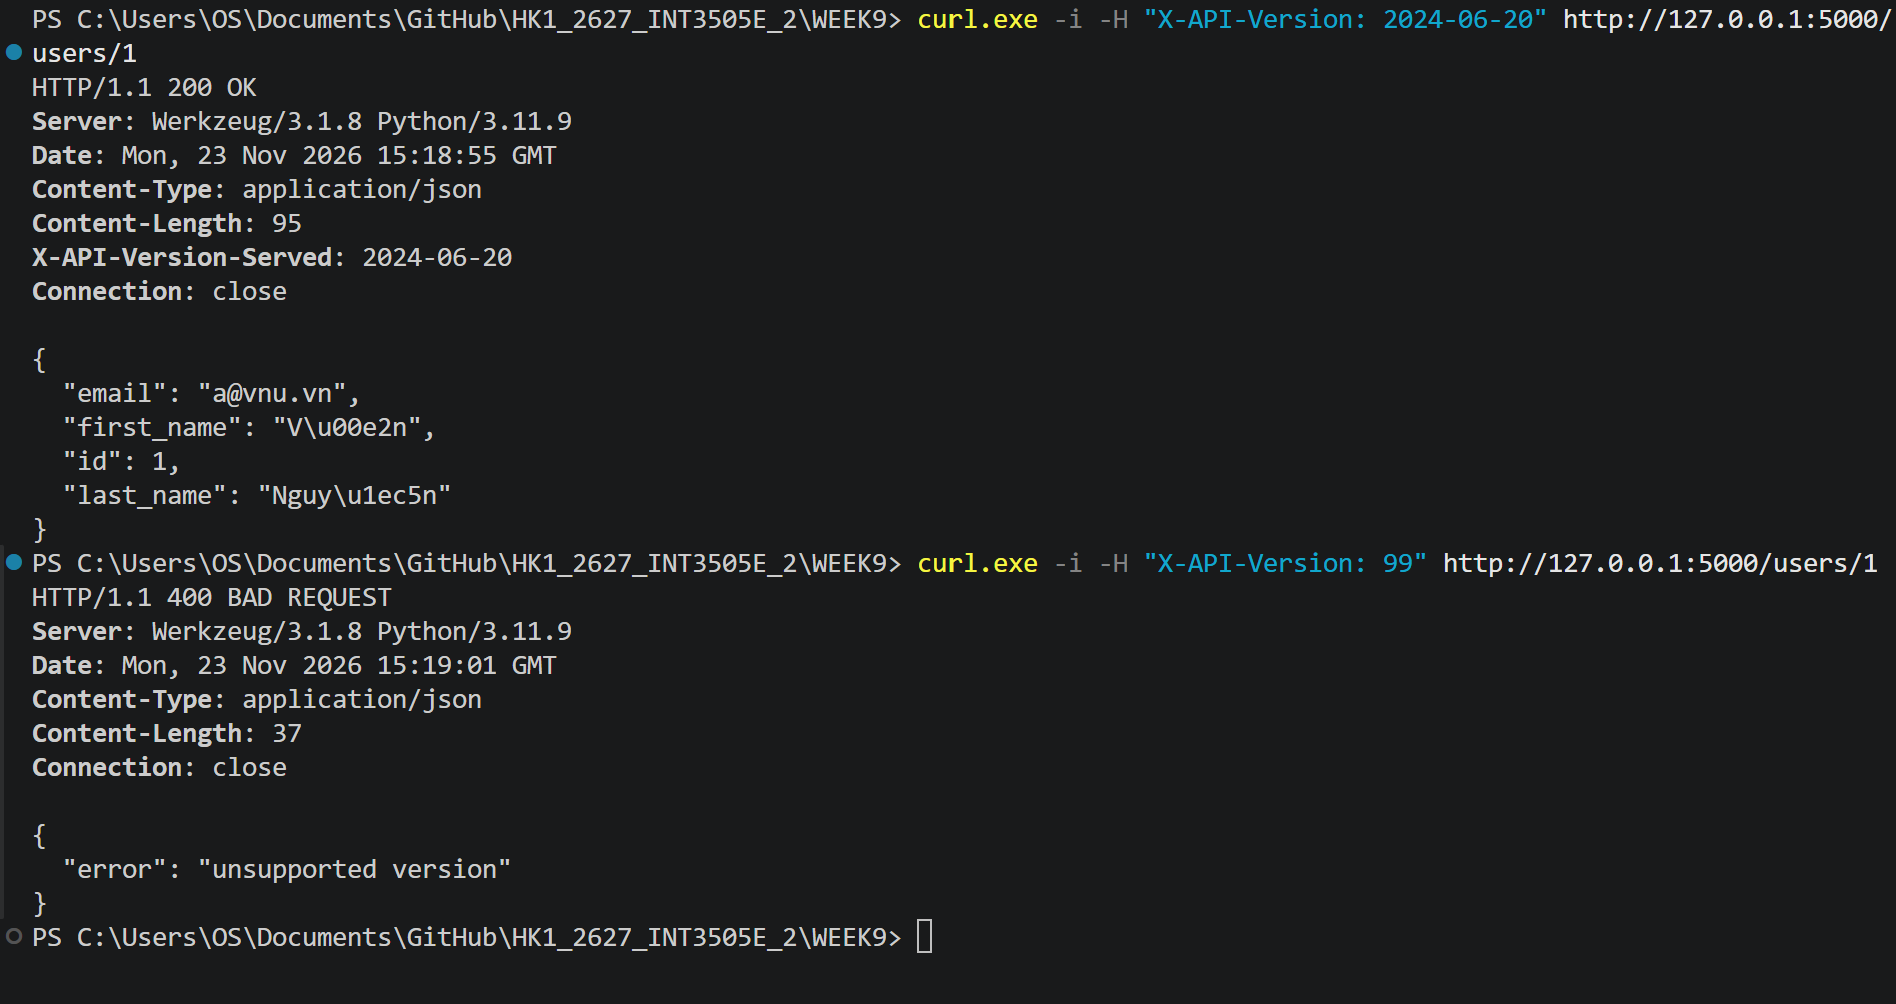 PS C:\Users\OS\Documents\GitHub\HK1_2627_INT3505E_2\WEEK9> curl.exe -i -H "X-API-Version: 2024-06-20" http://127.0.0.1:5000/
users/1
HTTP/1.1 200 OK
Server: Werkzeug/3.1.8 Python/3.11.9
Date: Mon, 23 Nov 2026 15:18:55 GMT
Content-Type: application/json
Content-Length: 95
X-API-Version-Served: 2024-06-20
Connection: close

{
  "email": "a@vnu.vn",
  "first_name": "V\u00e2n",
  "id": 1,
  "last_name": "Nguy\u1ec5n"
}
PS C:\Users\OS\Documents\GitHub\HK1_2627_INT3505E_2\WEEK9> curl.exe -i -H "X-API-Version: 99" http://127.0.0.1:5000/users/1
HTTP/1.1 400 BAD REQUEST
Server: Werkzeug/3.1.8 Python/3.11.9
Date: Mon, 23 Nov 2026 15:19:01 GMT
Content-Type: application/json
Content-Length: 37
Connection: close

{
  "error": "unsupported version"
}
PS C:\Users\OS\Documents\GitHub\HK1_2627_INT3505E_2\WEEK9>